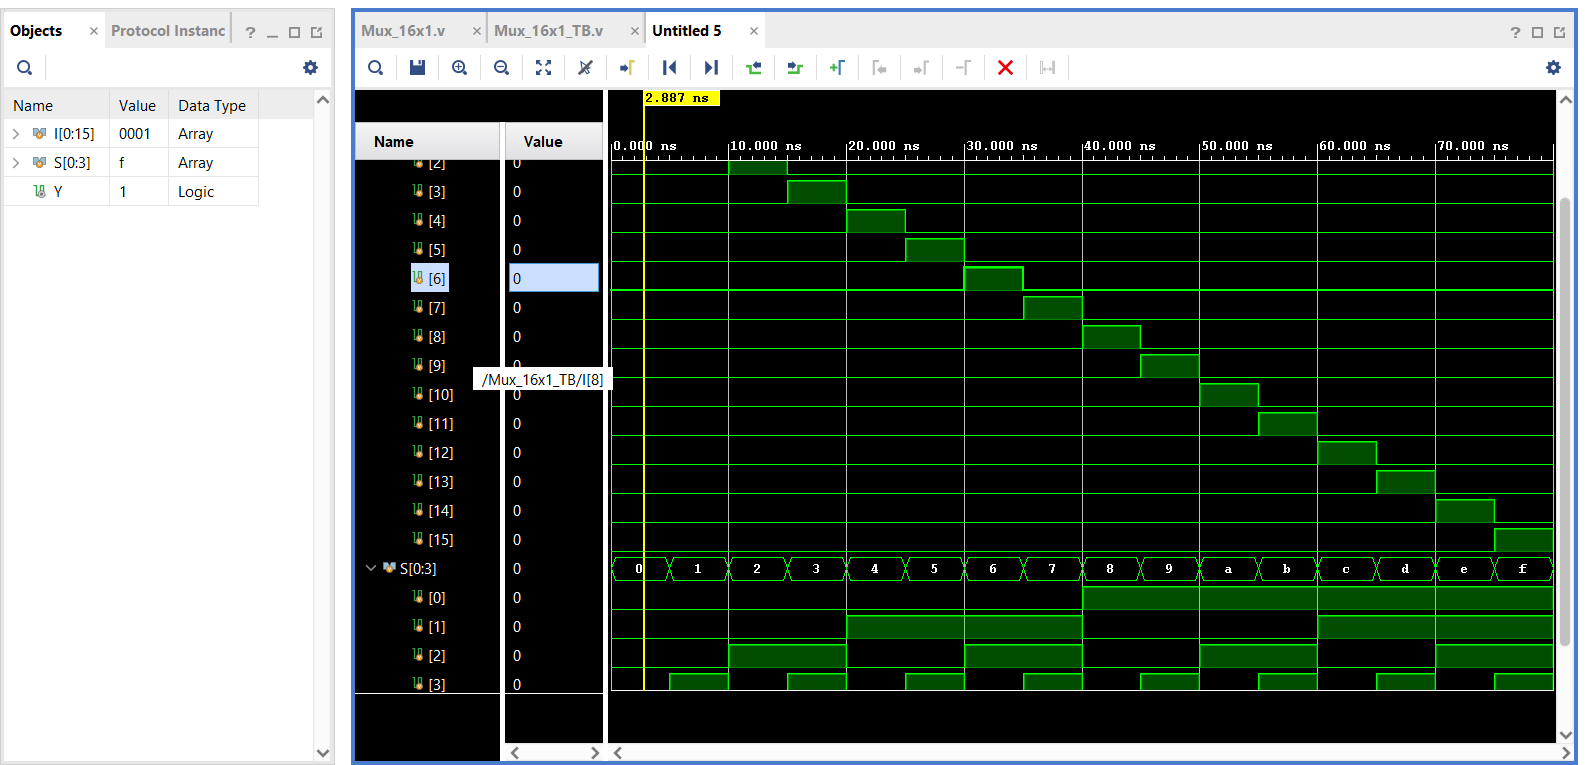 Objects × Protocol Instanc ? _
Name Value Data Type
I[0:15] 0001 Array
S[0:3] f Array
Y 1 Logic
Mux_16x1.v × Mux_16x1_TB.v × Untitled 5 × ?
2.887 ns
Name Value
0.000 ns 10.000 ns 20.000 ns 30.000 ns 40.000 ns 50.000 ns 60.000 ns 70.000 ns
[2] 0
[3] 0
[4] 0
[5] 0
[6] 0
[7] 0
[8] 0
[9] 0
/Mux_16x1_TB/I[8]
[10] 0
[11] 0
[12] 0
[13] 0
[14] 0
[15] 0
S[0:3] 0 0 1 2 3 4 5 6 7 8 9 a b c d e f
[0] 0
[1] 0
[2] 0
[3] 0